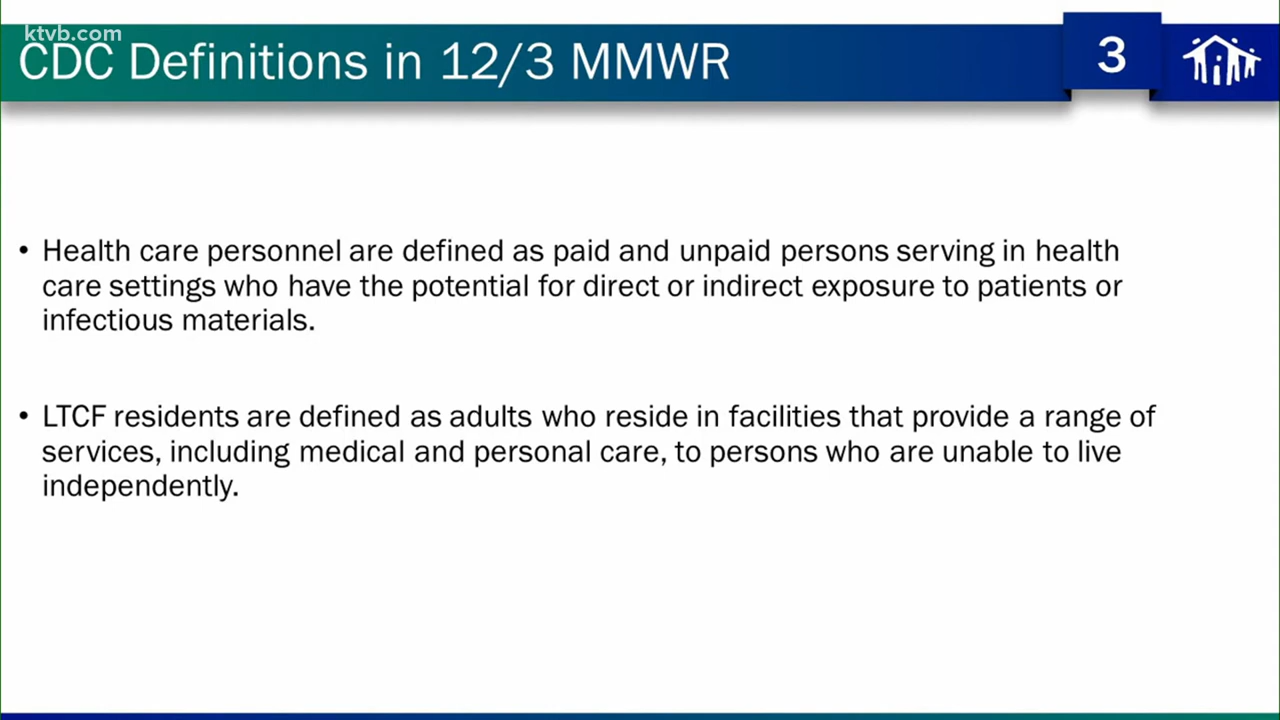 ktvb.com
CDC Definitions in 12/3 MMWR
3
• Health care personnel are defined as paid and unpaid persons serving in health
care settings who have the potential for direct or indirect exposure to patients or
infectious materials.
• LTCF residents are defined as adults who reside in facilities that provide a range of
services, including medical and personal care, to persons who are unable to live
independently.